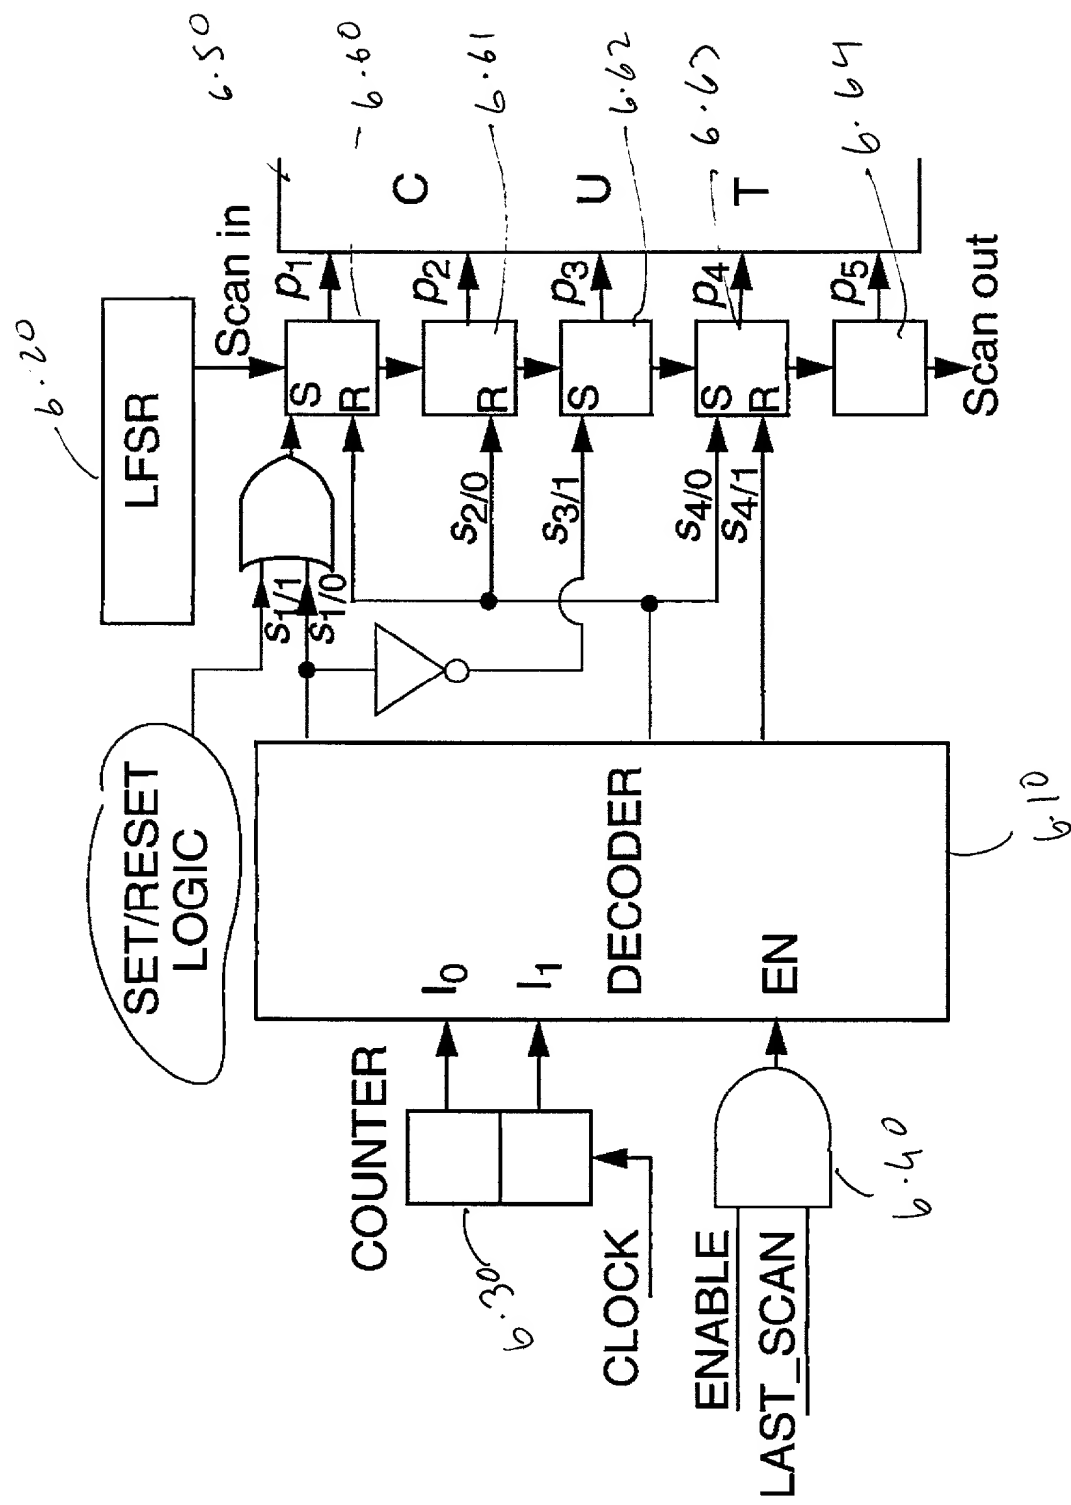 6.20
LFSR
6.50
Scan in
6.60
6.61
6.62
6.63
6.64
SET/RESET
LOGIC
s1/1
s1/0
S
R
p1
C
s2/0
R
p2
s3/1
S
p3
U
s4/0
s4/1
S
R
p4
T
p5
Scan out
COUNTER
I0
I1
6.30
CLOCK
DECODER
EN
ENABLE
LAST_SCAN
6.40
6.10